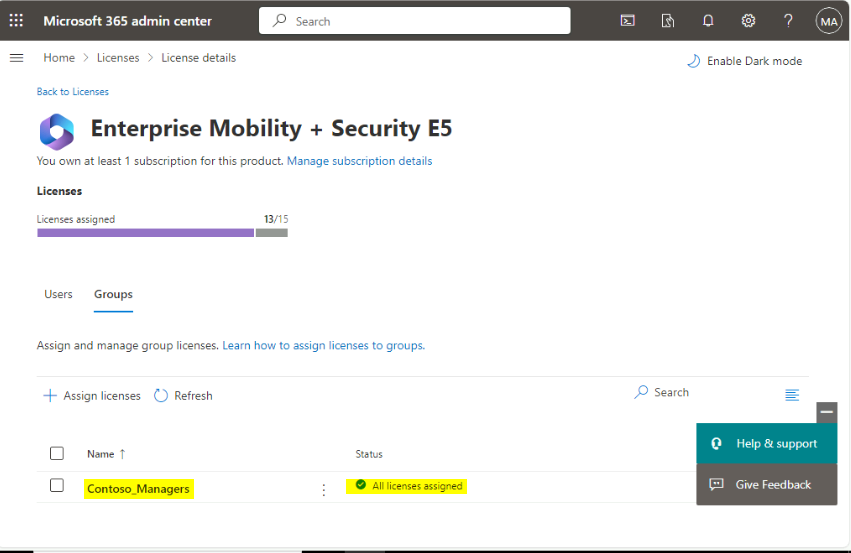 Microsoft 365 admin center
Search
?
MA
Home > Licenses > License details
Enable Dark mode
Back to Licenses
Enterprise Mobility + Security E5
You own at least 1 subscription for this product. Manage subscription details
Licenses
Licenses assigned 13/15
Users Groups
Assign and manage group licenses. Learn how to assign licenses to groups.
+ Assign licenses Refresh Search
Help & support
Name ↑ Status
Give Feedback
Contoso_Managers All licenses assigned